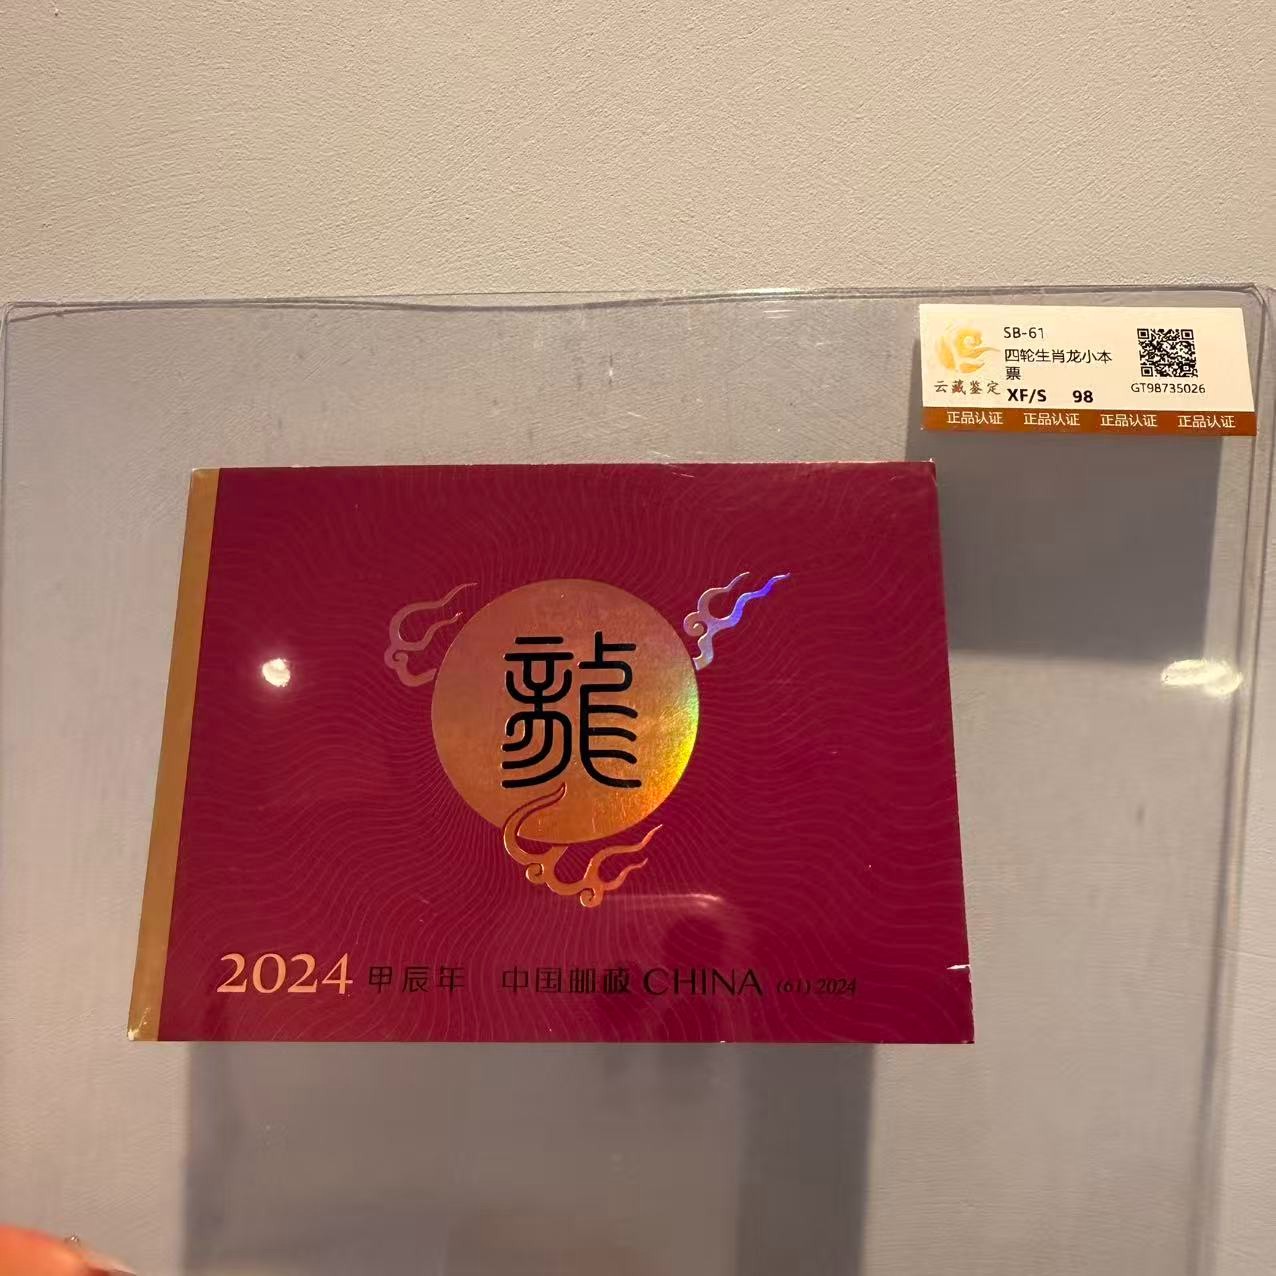 SB-61
四轮生肖龙小本
票
云藏鉴定
XF/S 98
GT98735026
正品认证 正品认证 正品认证 正品认证
龍
2024 甲辰年 中国邮政 CHINA (61) 2024